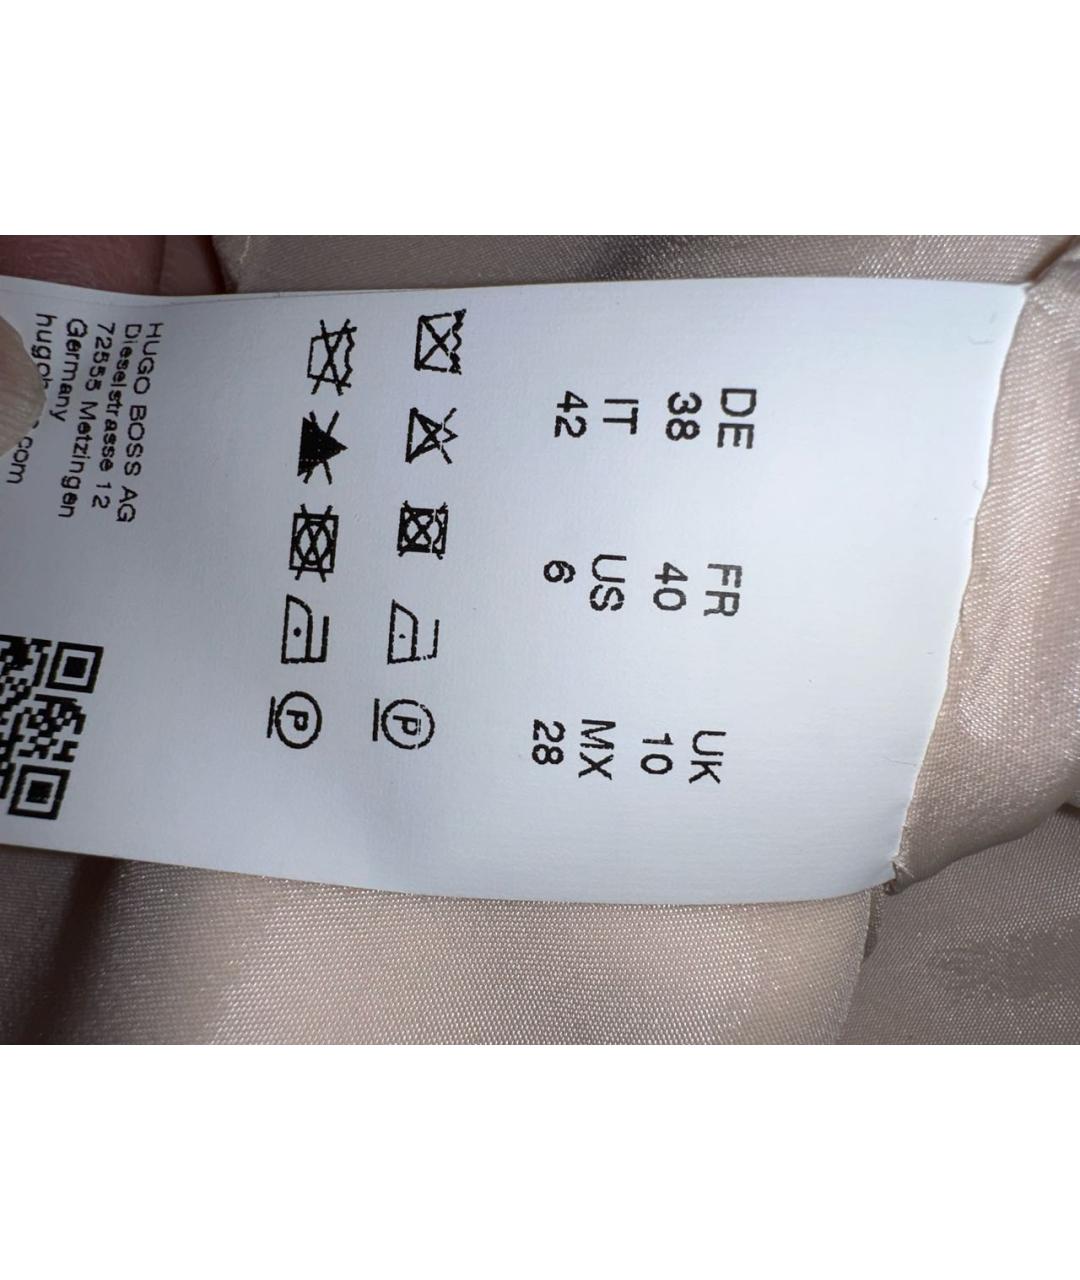 DE FR UK
38 40 10
IT US MX
42 6 28
P
P
HUGO BOSS AG
Dieselstrasse 12
72555 Metzingen
Germany